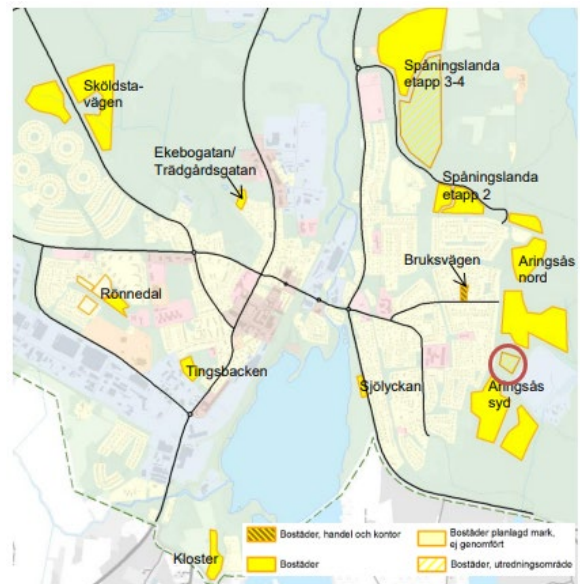 Sköldsta-
vägen
Spåningslanda
etapp 3-4
Ekebogatan/
Trädgårdsgatan
Spåningslanda
etapp 2
Bruksvägen
Aringsås
nord
Rönnedal
Tingsbacken
Sjölyckan
Aringsås
syd
Kloster
Bostäder, handel och kontor
Bostäder planlagd mark,
ej genomfört
Bostäder
Bostäder, utredningsområde